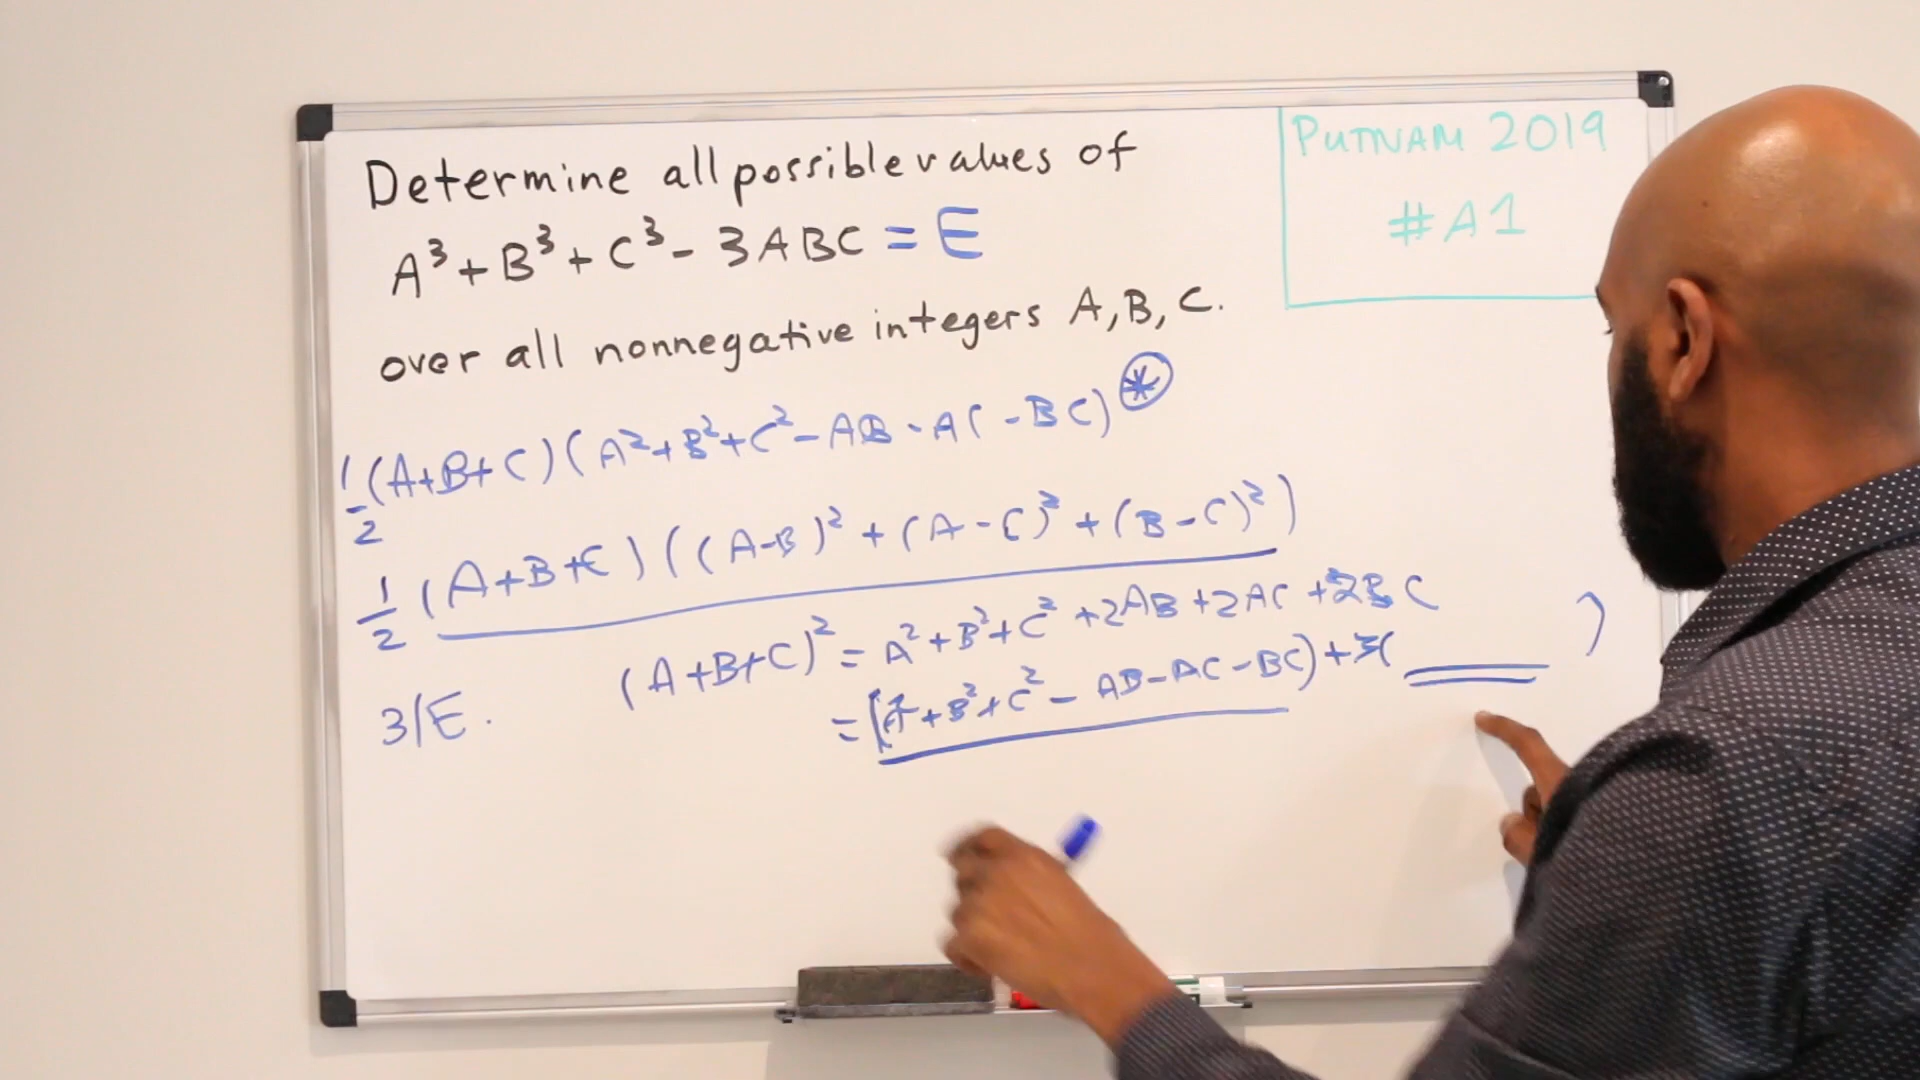 Determine all possible values of
A³ + B³ + C³ - 3ABC = E
over all nonnegative integers A, B, C.
PUTNAM 2019
#A1
1/2 (A+B+C)(A²+B²+C²-AB-AC-BC) *
1/2 (A+B+C)((A-B)²+(A-C)²+(B-C)²)
(A+B+C)² = A²+B²+C²+2AB+2AC+2BC
= (A²+B²+C²-AB-AC-BC)+3( )
3|E.